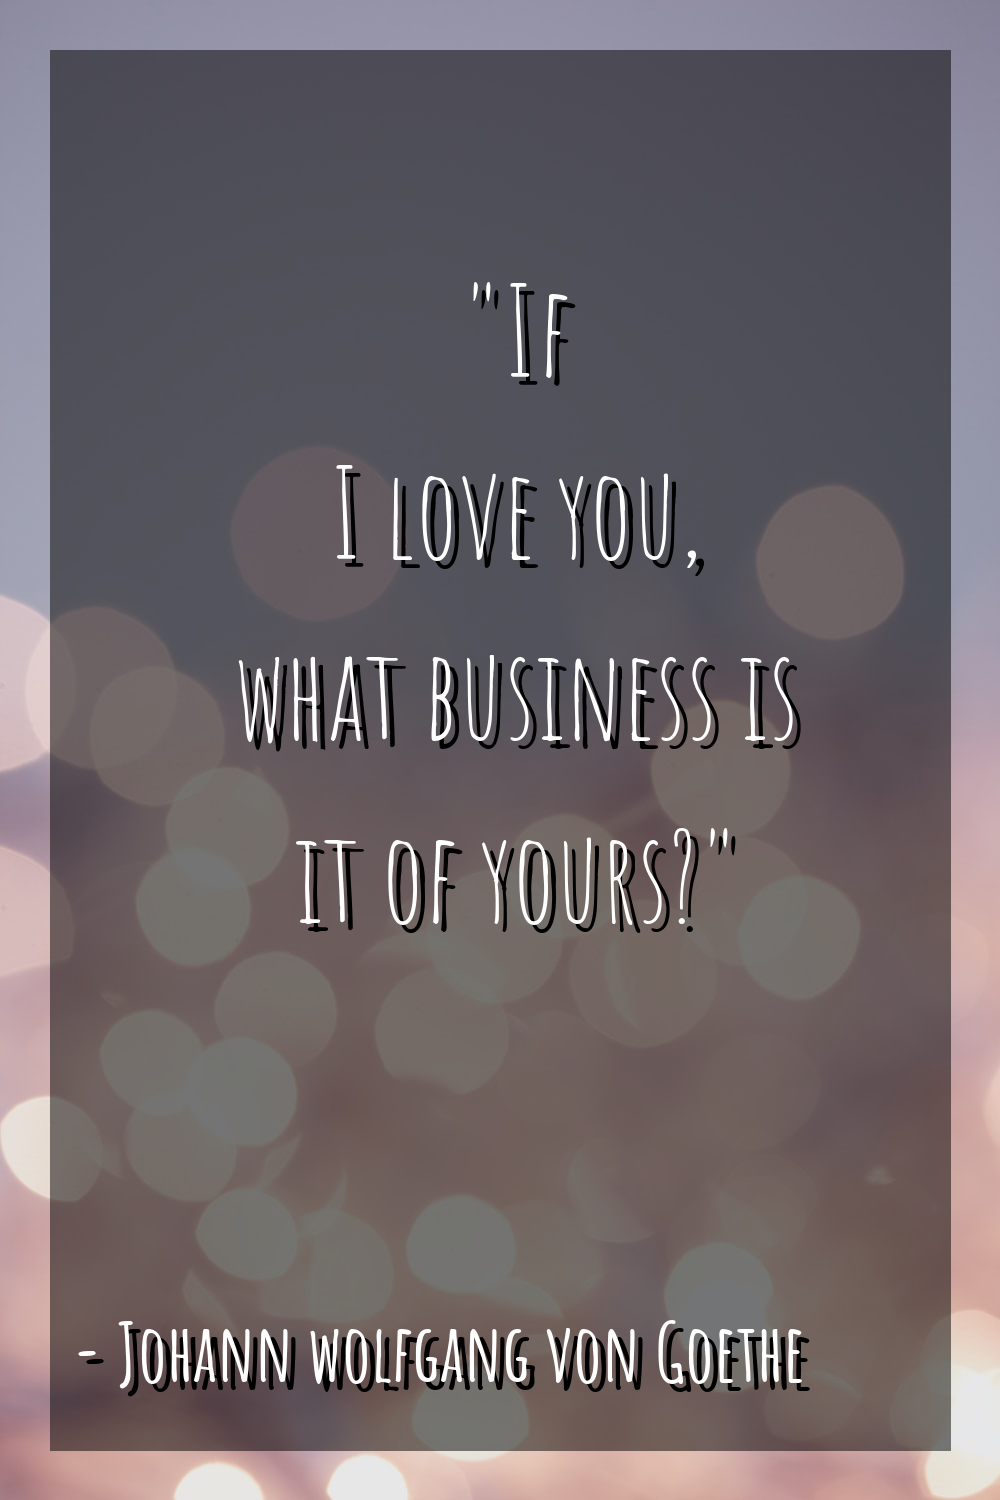 "If
I love you,
what business is
it of yours?"
- Johann wolfgang von Goethe